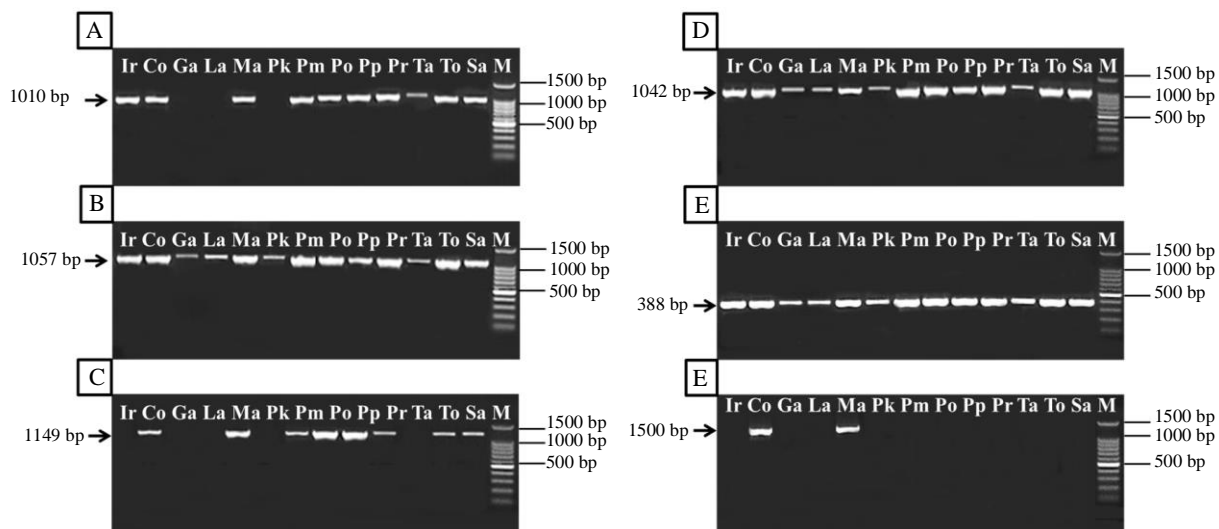 A
Ir Co Ga La Ma Pk Pm Po Pp Pr Ta To Sa M
1010 bp
1500 bp
1000 bp
500 bp
B
Ir Co Ga La Ma Pk Pm Po Pp Pr Ta To Sa M
1057 bp
1500 bp
1000 bp
500 bp
C
Ir Co Ga La Ma Pk Pm Po Pp Pr Ta To Sa M
1149 bp
1500 bp
1000 bp
500 bp
D
Ir Co Ga La Ma Pk Pm Po Pp Pr Ta To Sa M
1042 bp
1500 bp
1000 bp
500 bp
E
Ir Co Ga La Ma Pk Pm Po Pp Pr Ta To Sa M
388 bp
1500 bp
1000 bp
500 bp
E
Ir Co Ga La Ma Pk Pm Po Pp Pr Ta To Sa M
1500 bp
1500 bp
1000 bp
500 bp